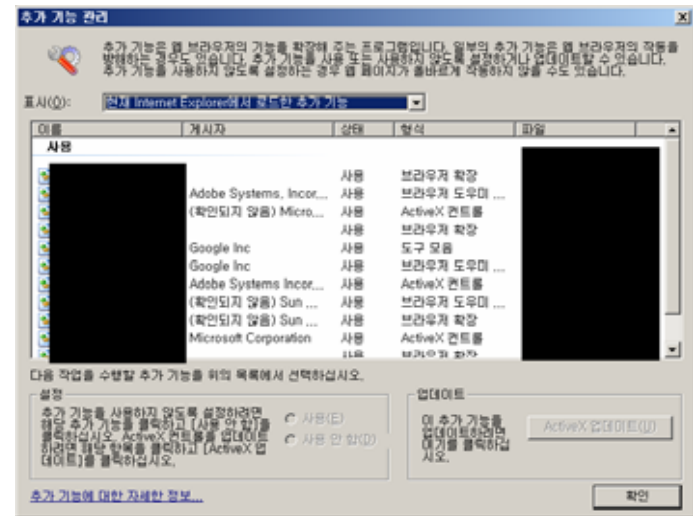 추가 기능 관리
추가 기능은 웹 브라우저의 기능을 확장해 주는 프로그램입니다. 일부의 추가 기능은 웹 브라우저의 작동을
방해하는 경우도 있습니다. 추가 기능을 사용 또는 사용하지 않도록 설정하거나 업데이트할 수 있습니다.
추가 기능을 사용하지 않도록 설정하는 경우 웹 페이지가 올바르게 작동하지 않을 수도 있습니다.
표시(O): 현재 Internet Explorer에서 로드한 추가 기능
이름 게시자 상태 형식 파일
사용
사용 브라우저 확장
Adobe Systems, Incor... 사용 브라우저 도우미 ...
(확인되지 않음) Micro... 사용 ActiveX 컨트롤
사용 브라우저 확장
Google Inc 사용 도구 모음
Google Inc 사용 브라우저 도우미 ...
Adobe Systems Incor... 사용 ActiveX 컨트롤
(확인되지 않음) Sun ... 사용 브라우저 도우미 ...
(확인되지 않음) Sun ... 사용 브라우저 확장
Microsoft Corporation 사용 ActiveX 컨트롤
다음 작업을 수행할 추가 기능을 위의 목록에서 선택하십시오.
설정
추가 기능을 사용하지 않도록 설정하려면
해당 추가 기능을 클릭하고 [사용 안 함]를
클릭하십시오. ActiveX 컨트롤를 업데이트
하려면 해당 항목을 클릭하고 [ActiveX 업
데이트]를 클릭하십시오.
사용(E)
사용 안 함(D)
업데이트
이 추가 기능을
업데이트하려면
여기를 클릭하십
시오.
ActiveX 업데이트(U)
추가 기능에 대한 자세한 정보...
확인